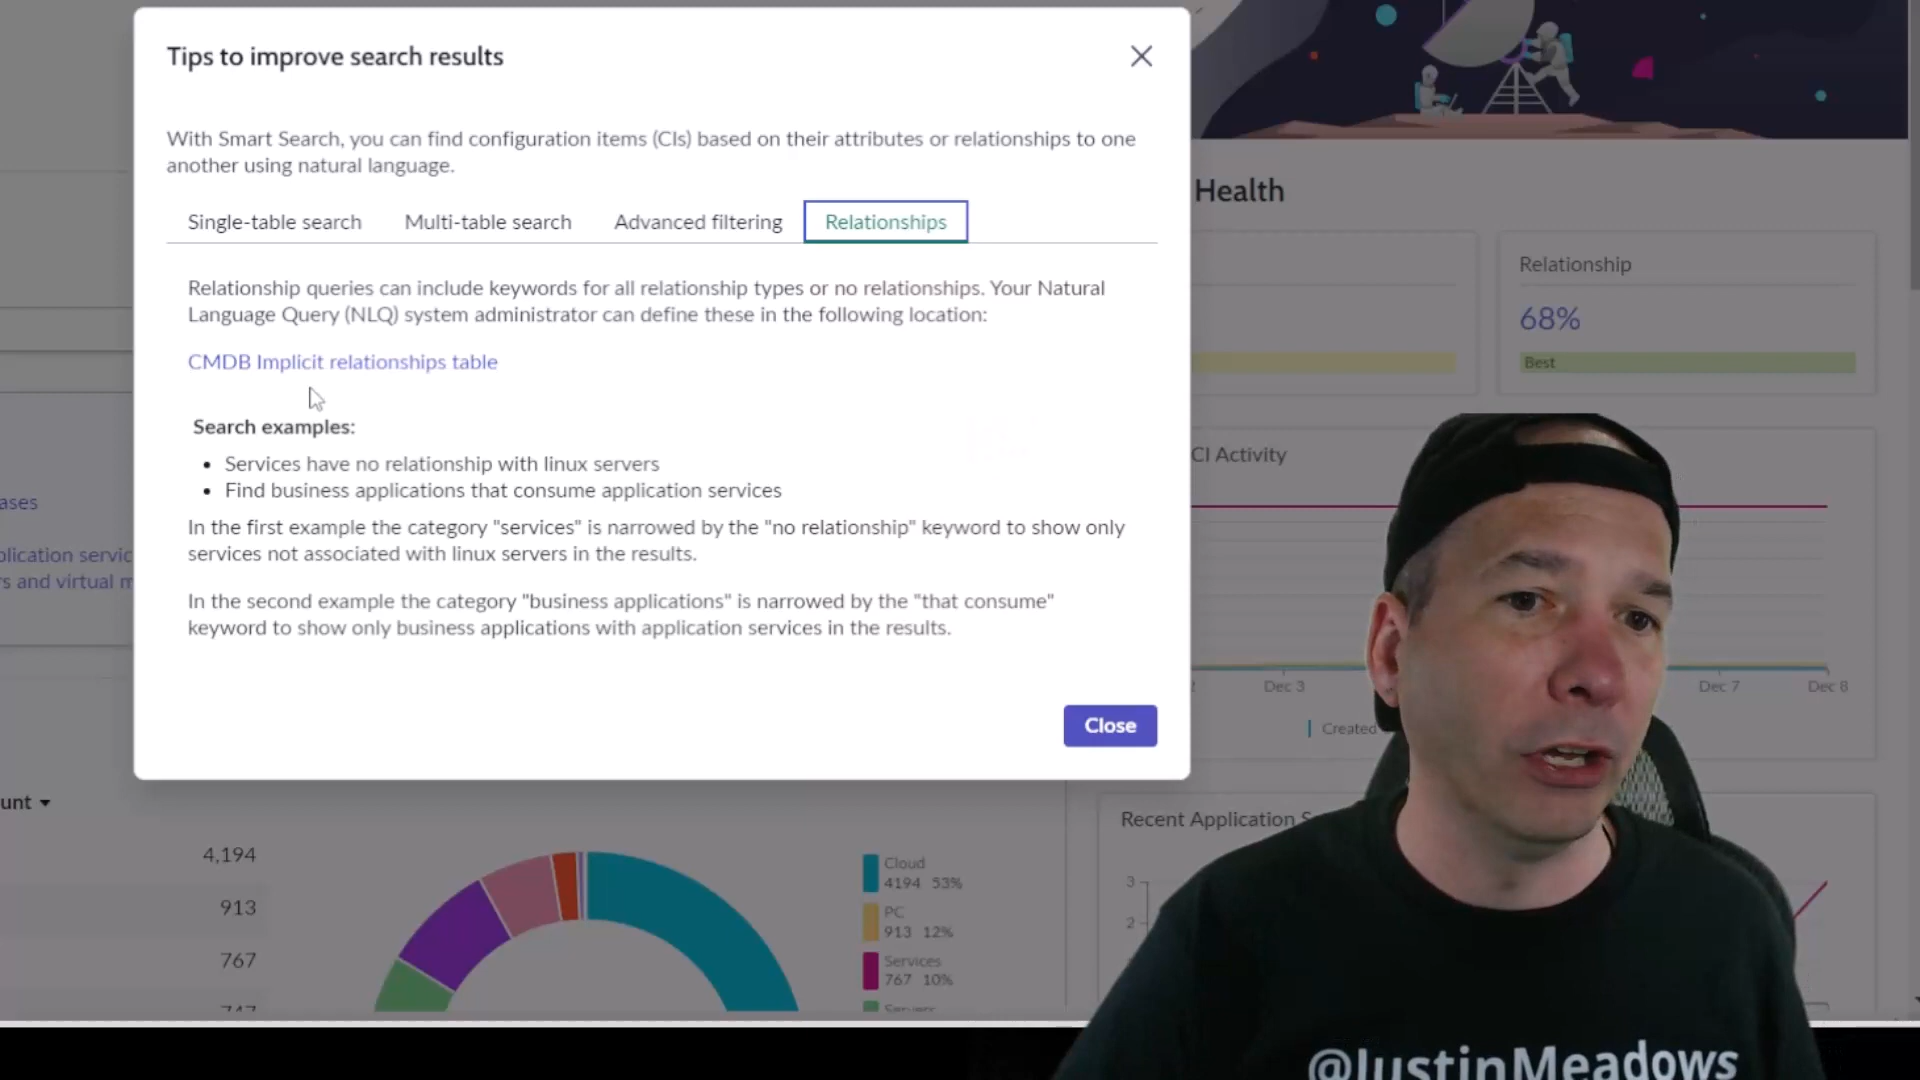 Tips to improve search results
With Smart Search, you can find configuration items (CIs) based on their attributes or relationships to one
another using natural language.
Single-table search Multi-table search Advanced filtering Relationships
Relationship queries can include keywords for all relationship types or no relationships. Your Natural
Language Query (NLQ) system administrator can define these in the following location:
CMDB Implicit relationships table
Search examples:
• Services have no relationship with linux servers
• Find business applications that consume application services
In the first example the category "services" is narrowed by the "no relationship" keyword to show only
services not associated with linux servers in the results.
In the second example the category "business applications" is narrowed by the "that consume"
keyword to show only business applications with application services in the results.
Close
Health
Relationship
68%
Best
CI Activity
Dec 3 Dec 7 Dec 8
Created
and virtual
4,194
913
767
Cloud
4194 53%
PC
913 12%
Services
767 10%
Recent Application
3
2
@JustinMeadows